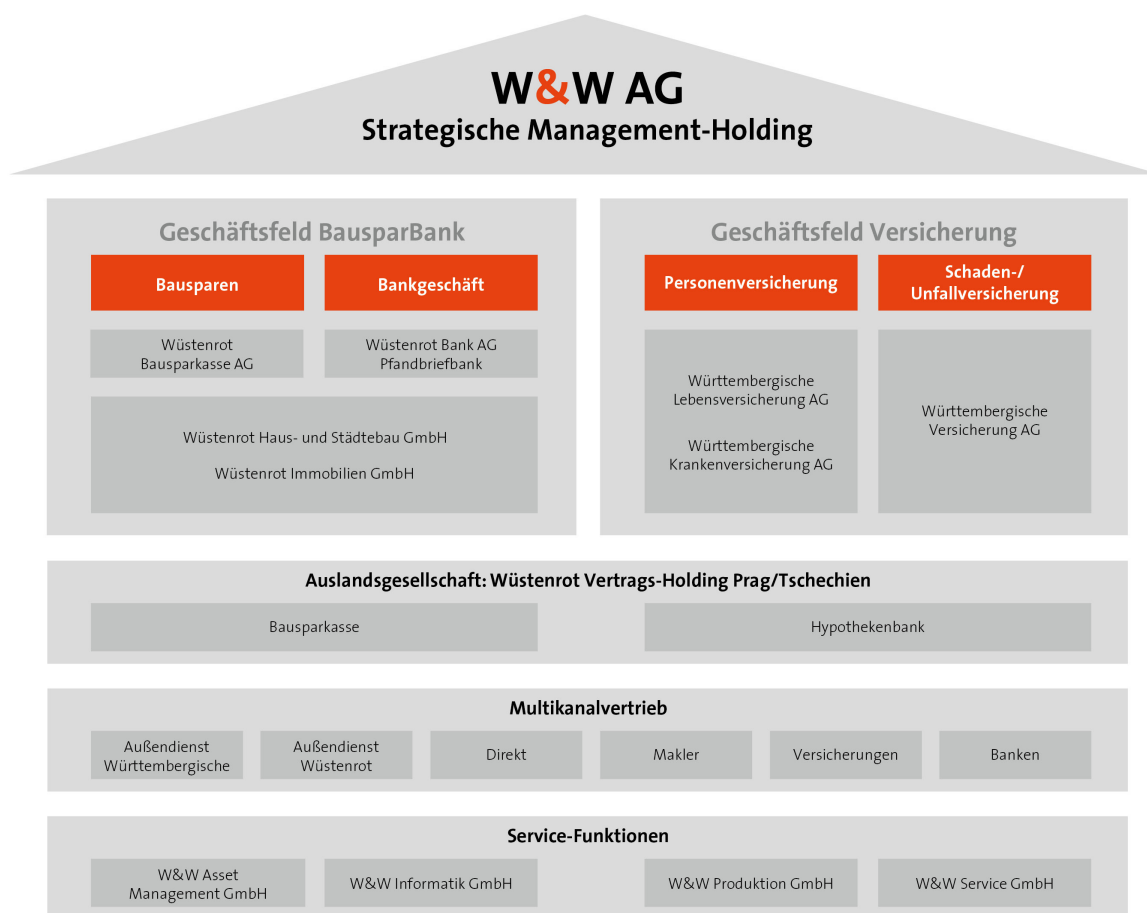 W&W AG
Strategische Management-Holding
Geschäftsfeld BausparBank
Bausparen
Bankgeschäft
Wüstenrot
Bausparkasse AG
Wüstenrot Bank AG
Pfandbriefbank
Wüstenrot Haus- und Städtebau GmbH
Wüstenrot Immobilien GmbH
Geschäftsfeld Versicherung
Personenversicherung
Schaden-/
Unfallversicherung
Württembergische
Lebensversicherung AG
Württembergische
Krankenversicherung AG
Württembergische
Versicherung AG
Auslandsgesellschaft: Wüstenrot Vertrags-Holding Prag/Tschechien
Bausparkasse
Hypothekenbank
Multikanalvertrieb
Außendienst
Württembergische
Außendienst
Wüstenrot
Direkt
Makler
Versicherungen
Banken
Service-Funktionen
W&W Asset
Management GmbH
W&W Informatik GmbH
W&W Produktion GmbH
W&W Service GmbH